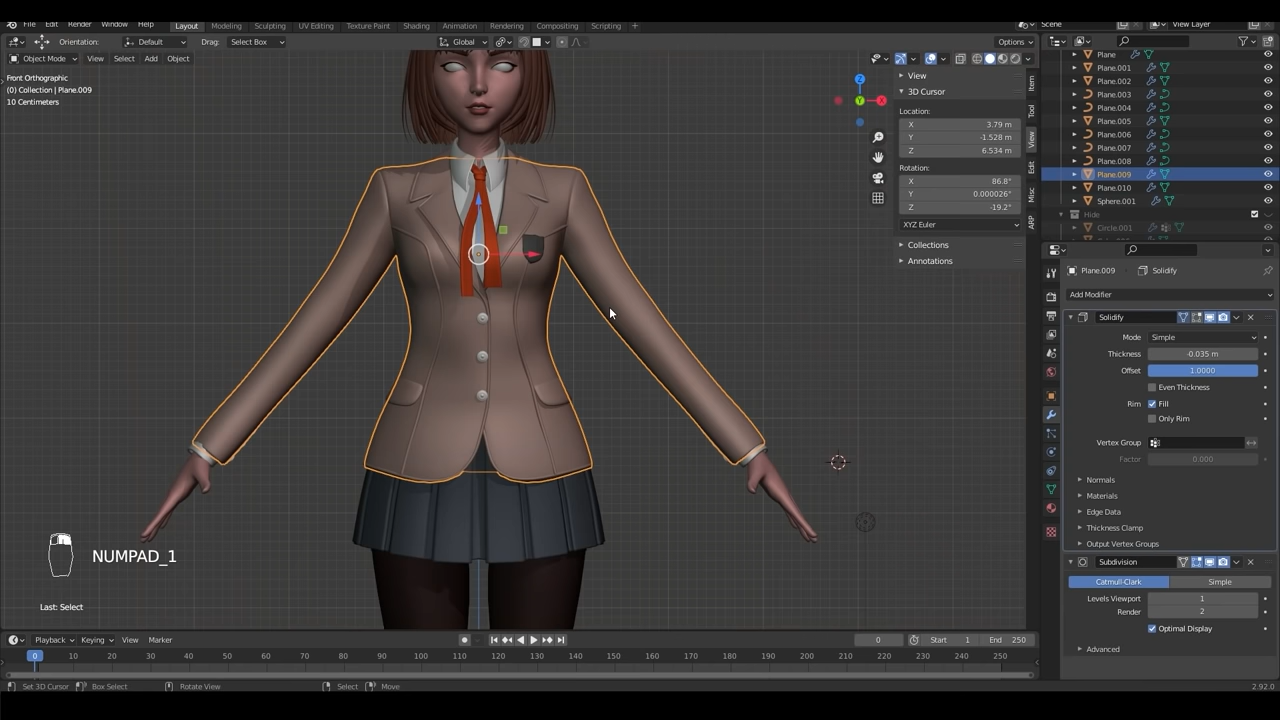 File Edit Render Window Help Layout Modeling Sculpting UV Editing Texture Paint Shading Animation Rendering Compositing Scripting + Scene View Layer
Orientation: Default Drag: Select Box Global Options
Object Mode View Select Add Object
Front Orthographic
(0) Collection | Plane.009
10 Centimeters
View
3D Cursor
Location:
X 3.79 m
Y -1.528 m
Z 6.534 m
Rotation:
X 86.8°
Y 0.000026°
Z -19.2°
XYZ Euler
Collections
Annotations
Item
Tool
View
Edit
Misc
ARP
Z
Y
X
Plane
Plane.001
Plane.002
Plane.003
Plane.004
Plane.005
Plane.006
Plane.007
Plane.008
Plane.009
Plane.010
Sphere.001
Hide
Circle.001
Plane.009 Solidify
Add Modifier
Solidify
Mode Simple
Thickness -0.035 m
Offset 1.0000
Even Thickness
Rim Fill
Only Rim
Vertex Group
Factor 0.000
Normals
Materials
Edge Data
Thickness Clamp
Output Vertex Groups
Subdivision
Catmull-Clark Simple
Levels Viewport 1
Render 2
Optimal Display
Advanced
NUMPAD_1
Last: Select
Playback Keying View Marker 0 Start 1 End 250
0 10 20 30 40 50 60 70 80 90 100 110 120 130 140 150 160 170 180 190 200 210 220 230 240 250
Set 3D Cursor Box Select Rotate View Select Move 2.92.0